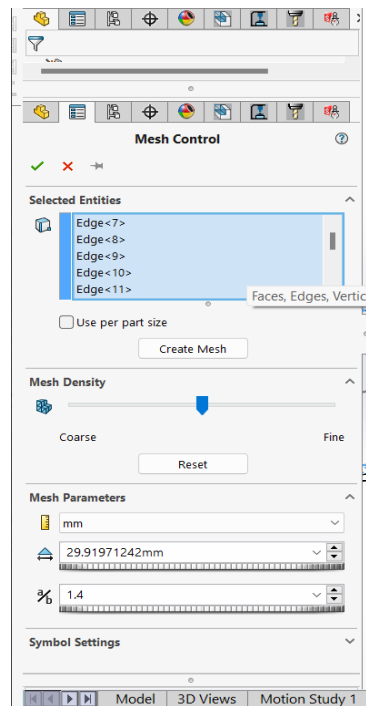 Mesh Control
Selected Entities
Edge<7>
Edge<8>
Edge<9>
Edge<10>
Edge<11>
Faces, Edges, Vertic
Use per part size
Create Mesh
Mesh Density
Coarse Fine
Reset
Mesh Parameters
mm
29.91971242mm
a/b 1.4
Symbol Settings
Model 3D Views Motion Study 1